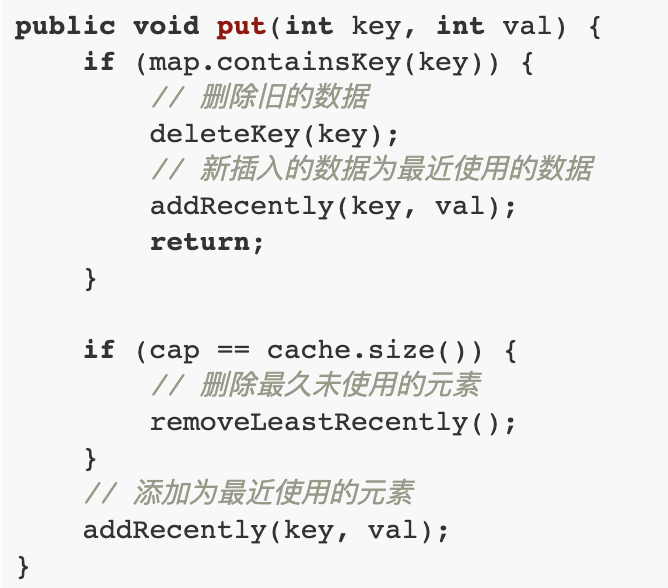 public void put(int key, int val) {
    if (map.containsKey(key)) {
        // 删除旧的数据
        deleteKey(key);
        // 新插入的数据为最近使用的数据
        addRecently(key, val);
        return;
    }

    if (cap == cache.size()) {
        // 删除最久未使用的元素
        removeLeastRecently();
    }
    // 添加为最近使用的元素
    addRecently(key, val);
}